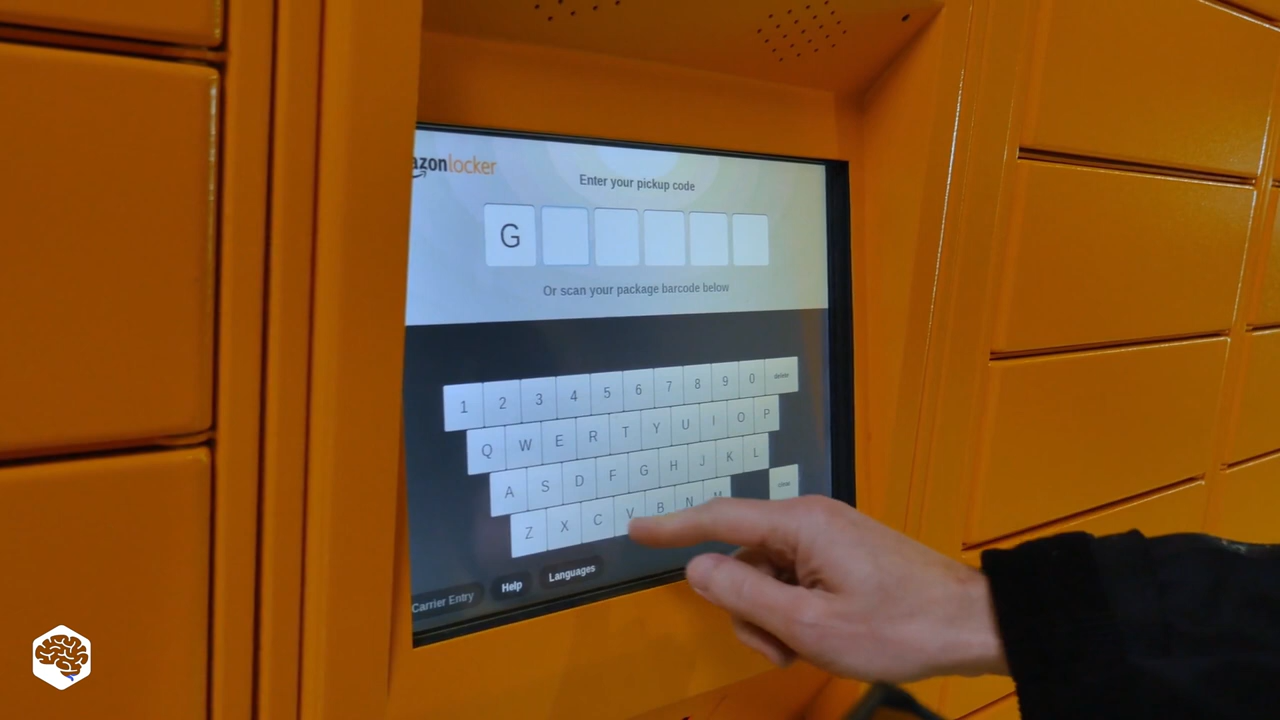 azonlocker
Enter your pickup code
G
Or scan your package barcode below
1 2 3 4 5 6 7 8 9 0 delete
Q W E R T Y U I O P
A S D F G H J K L
Z X C V B N M
Carrier Entry Help Languages